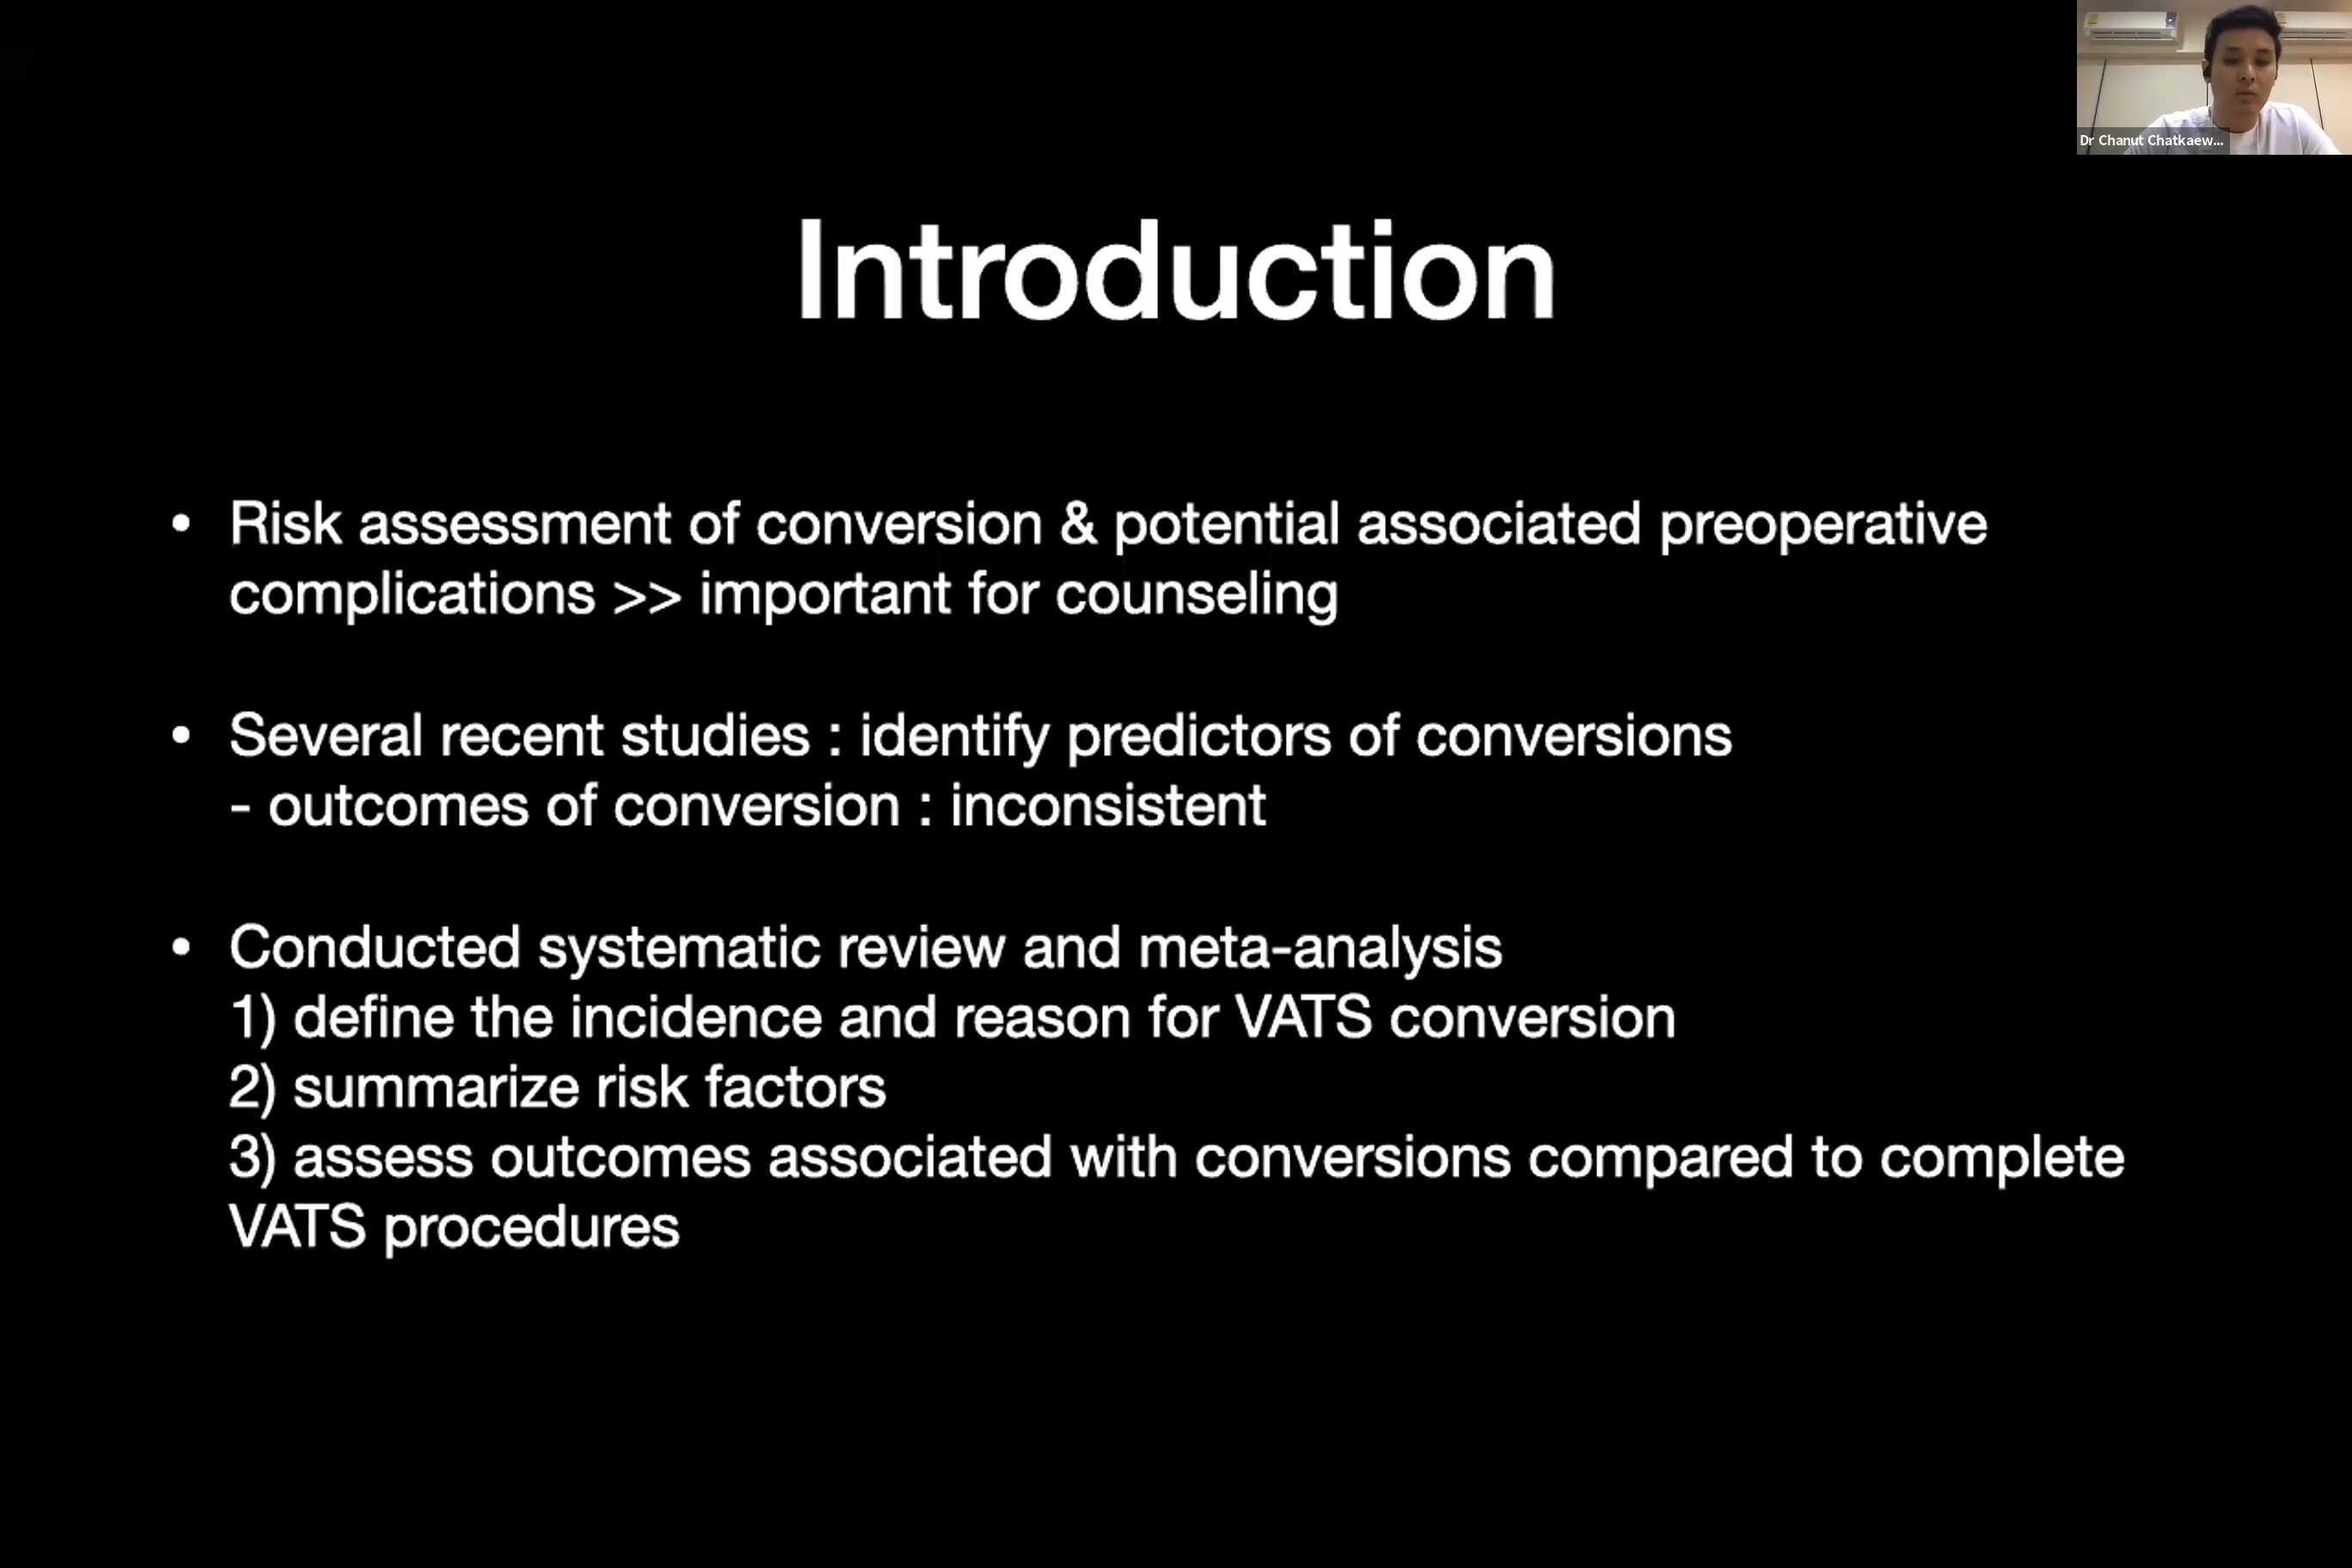 Dr Chanut Chatkaew...
Introduction
• Risk assessment of conversion & potential associated preoperative
complications >> important for counseling
• Several recent studies : identify predictors of conversions
- outcomes of conversion : inconsistent
• Conducted systematic review and meta-analysis
1) define the incidence and reason for VATS conversion
2) summarize risk factors
3) assess outcomes associated with conversions compared to complete
VATS procedures